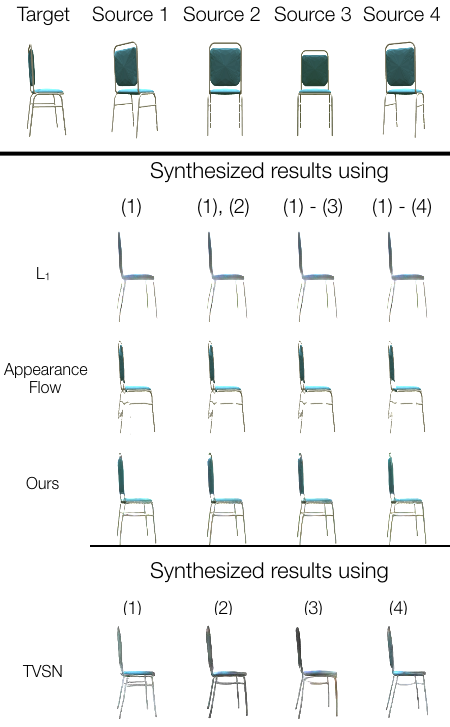 Target Source 1 Source 2 Source 3 Source 4
Synthesized results using
(1) (1), (2) (1) - (3) (1) - (4)
L₁
Appearance
Flow
Ours
Synthesized results using
(1) (2) (3) (4)
TVSN